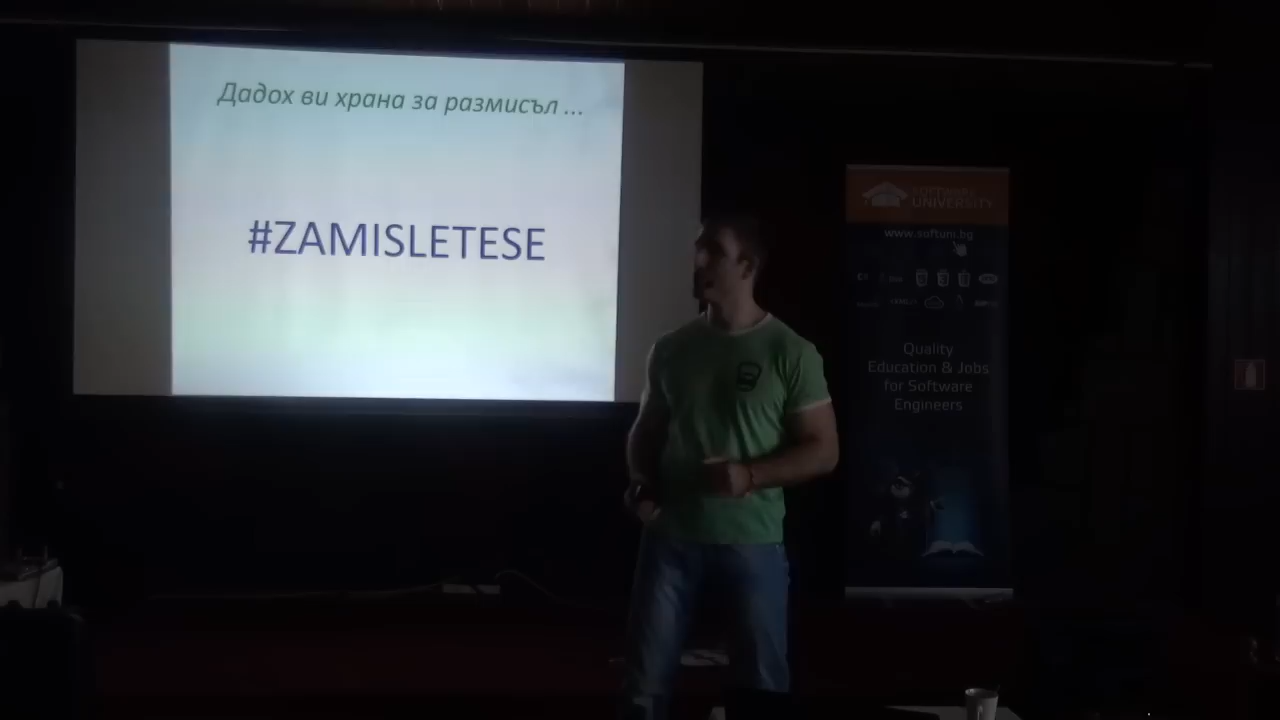 Дадох ви храна за размисъл ...
#ZAMISLETESE
SOFTWARE
UNIVERSITY
www.softuni.bg
Quality
Education & Jobs
for Software
Engineers